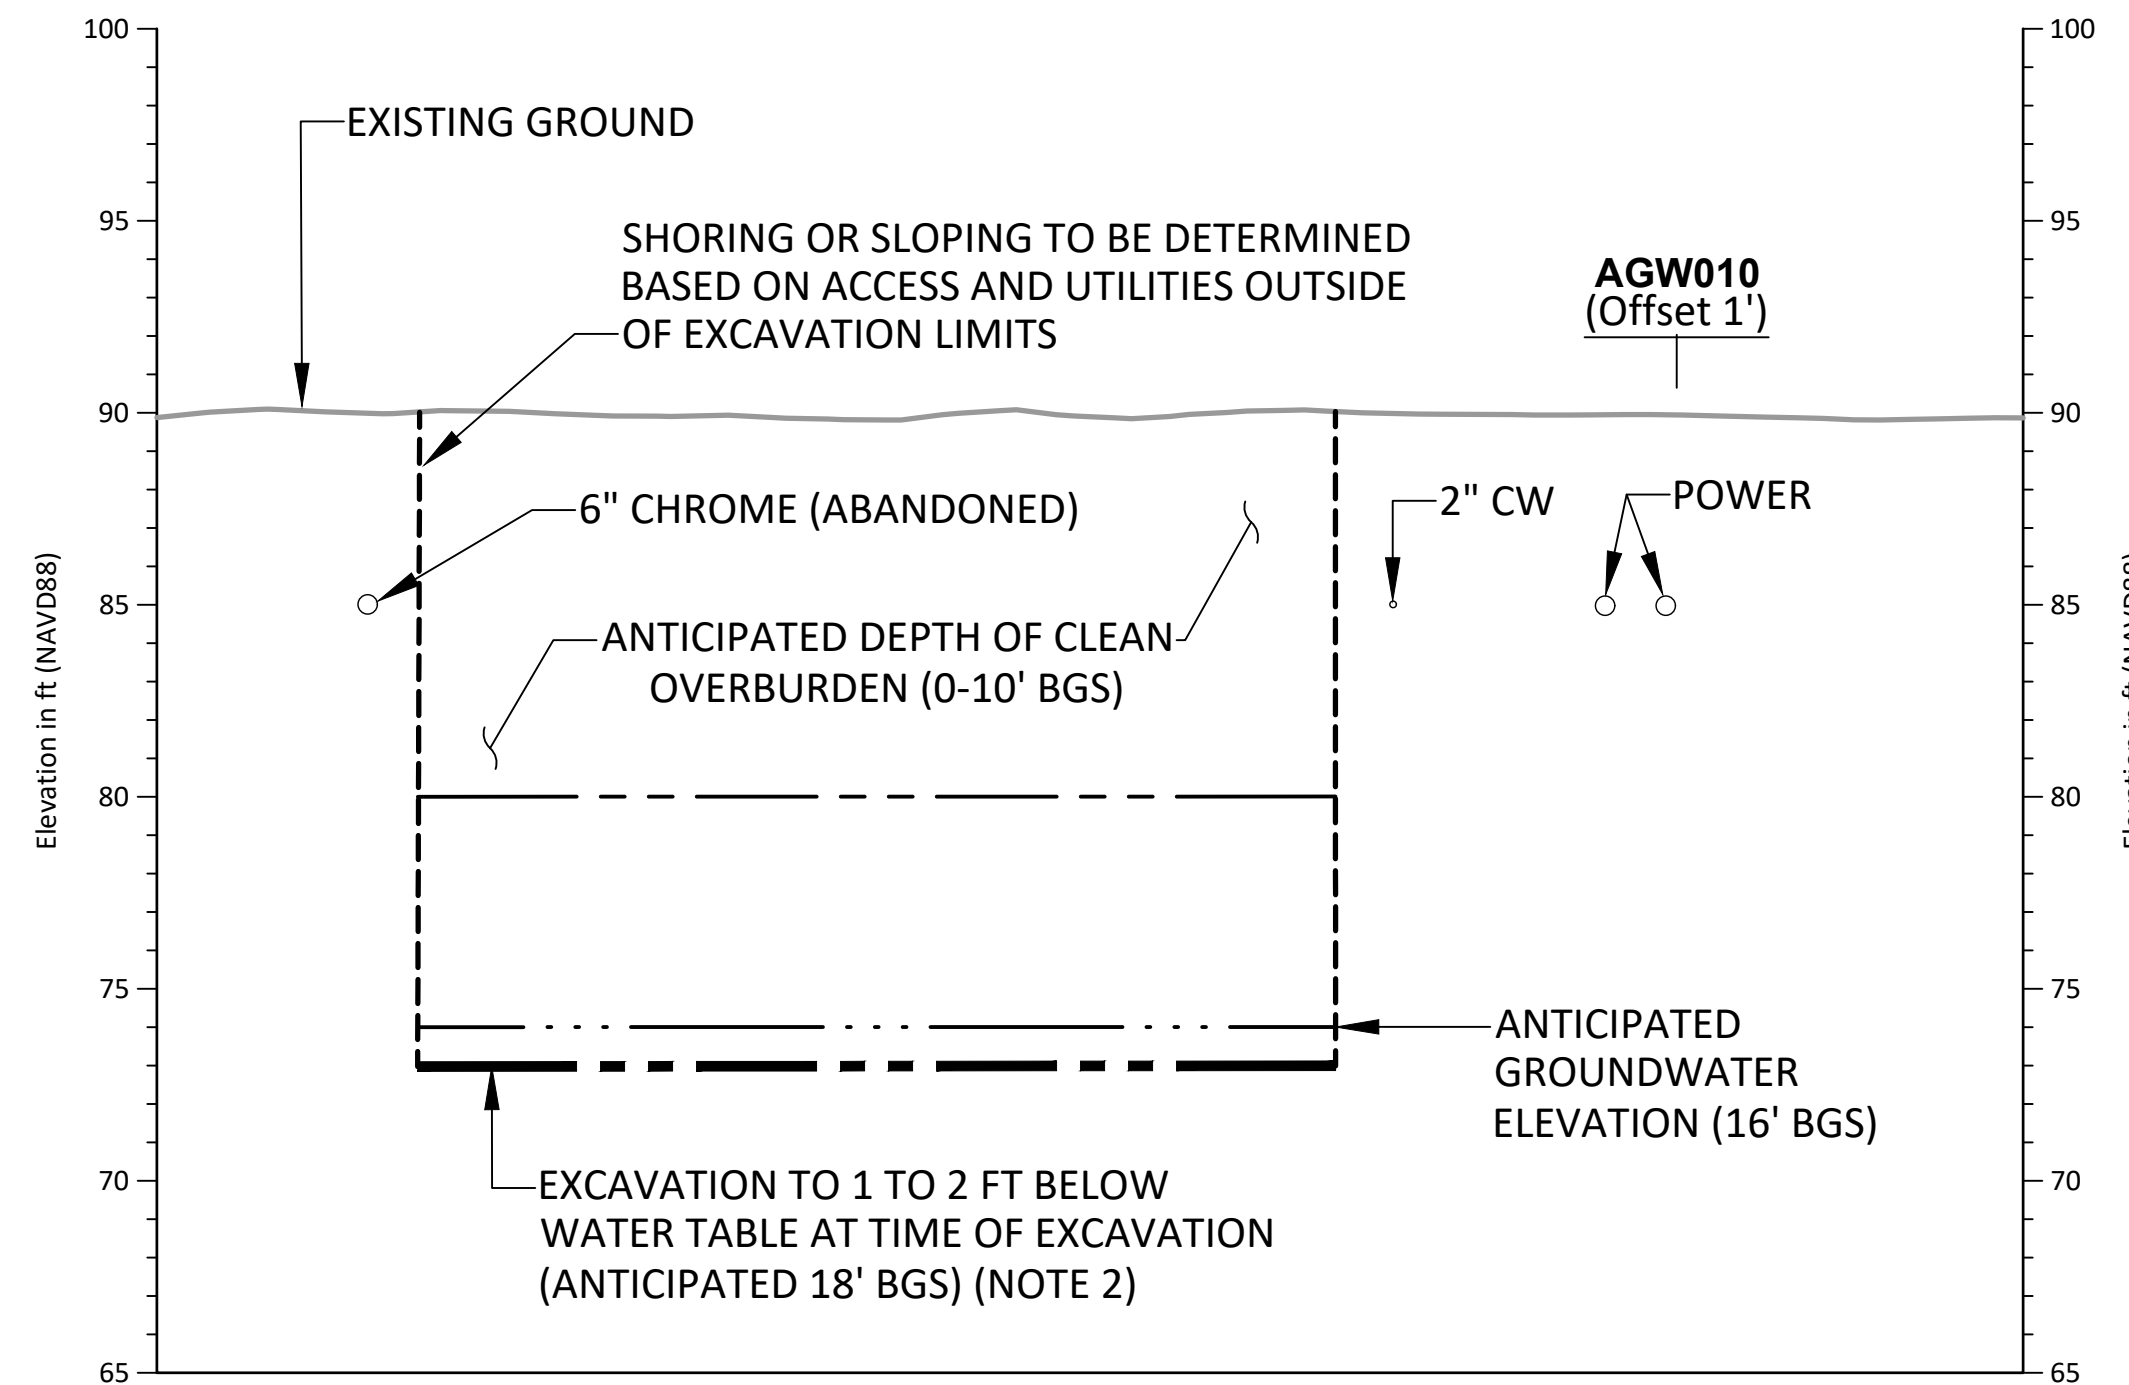 100
100
EXISTING GROUND
95
95
SHORING OR SLOPING TO BE DETERMINED
BASED ON ACCESS AND UTILITIES OUTSIDE
OF EXCAVATION LIMITS
AGW010
(Offset 1')
90
90
6" CHROME (ABANDONED)
2" CW
POWER
Elevation in ft (NAVD88)
85
85
ANTICIPATED DEPTH OF CLEAN
OVERBURDEN (0-10' BGS)
80
80
75
75
ANTICIPATED
GROUNDWATER
ELEVATION (16' BGS)
70
70
EXCAVATION TO 1 TO 2 FT BELOW
WATER TABLE AT TIME OF EXCAVATION
(ANTICIPATED 18' BGS) (NOTE 2)
65
65